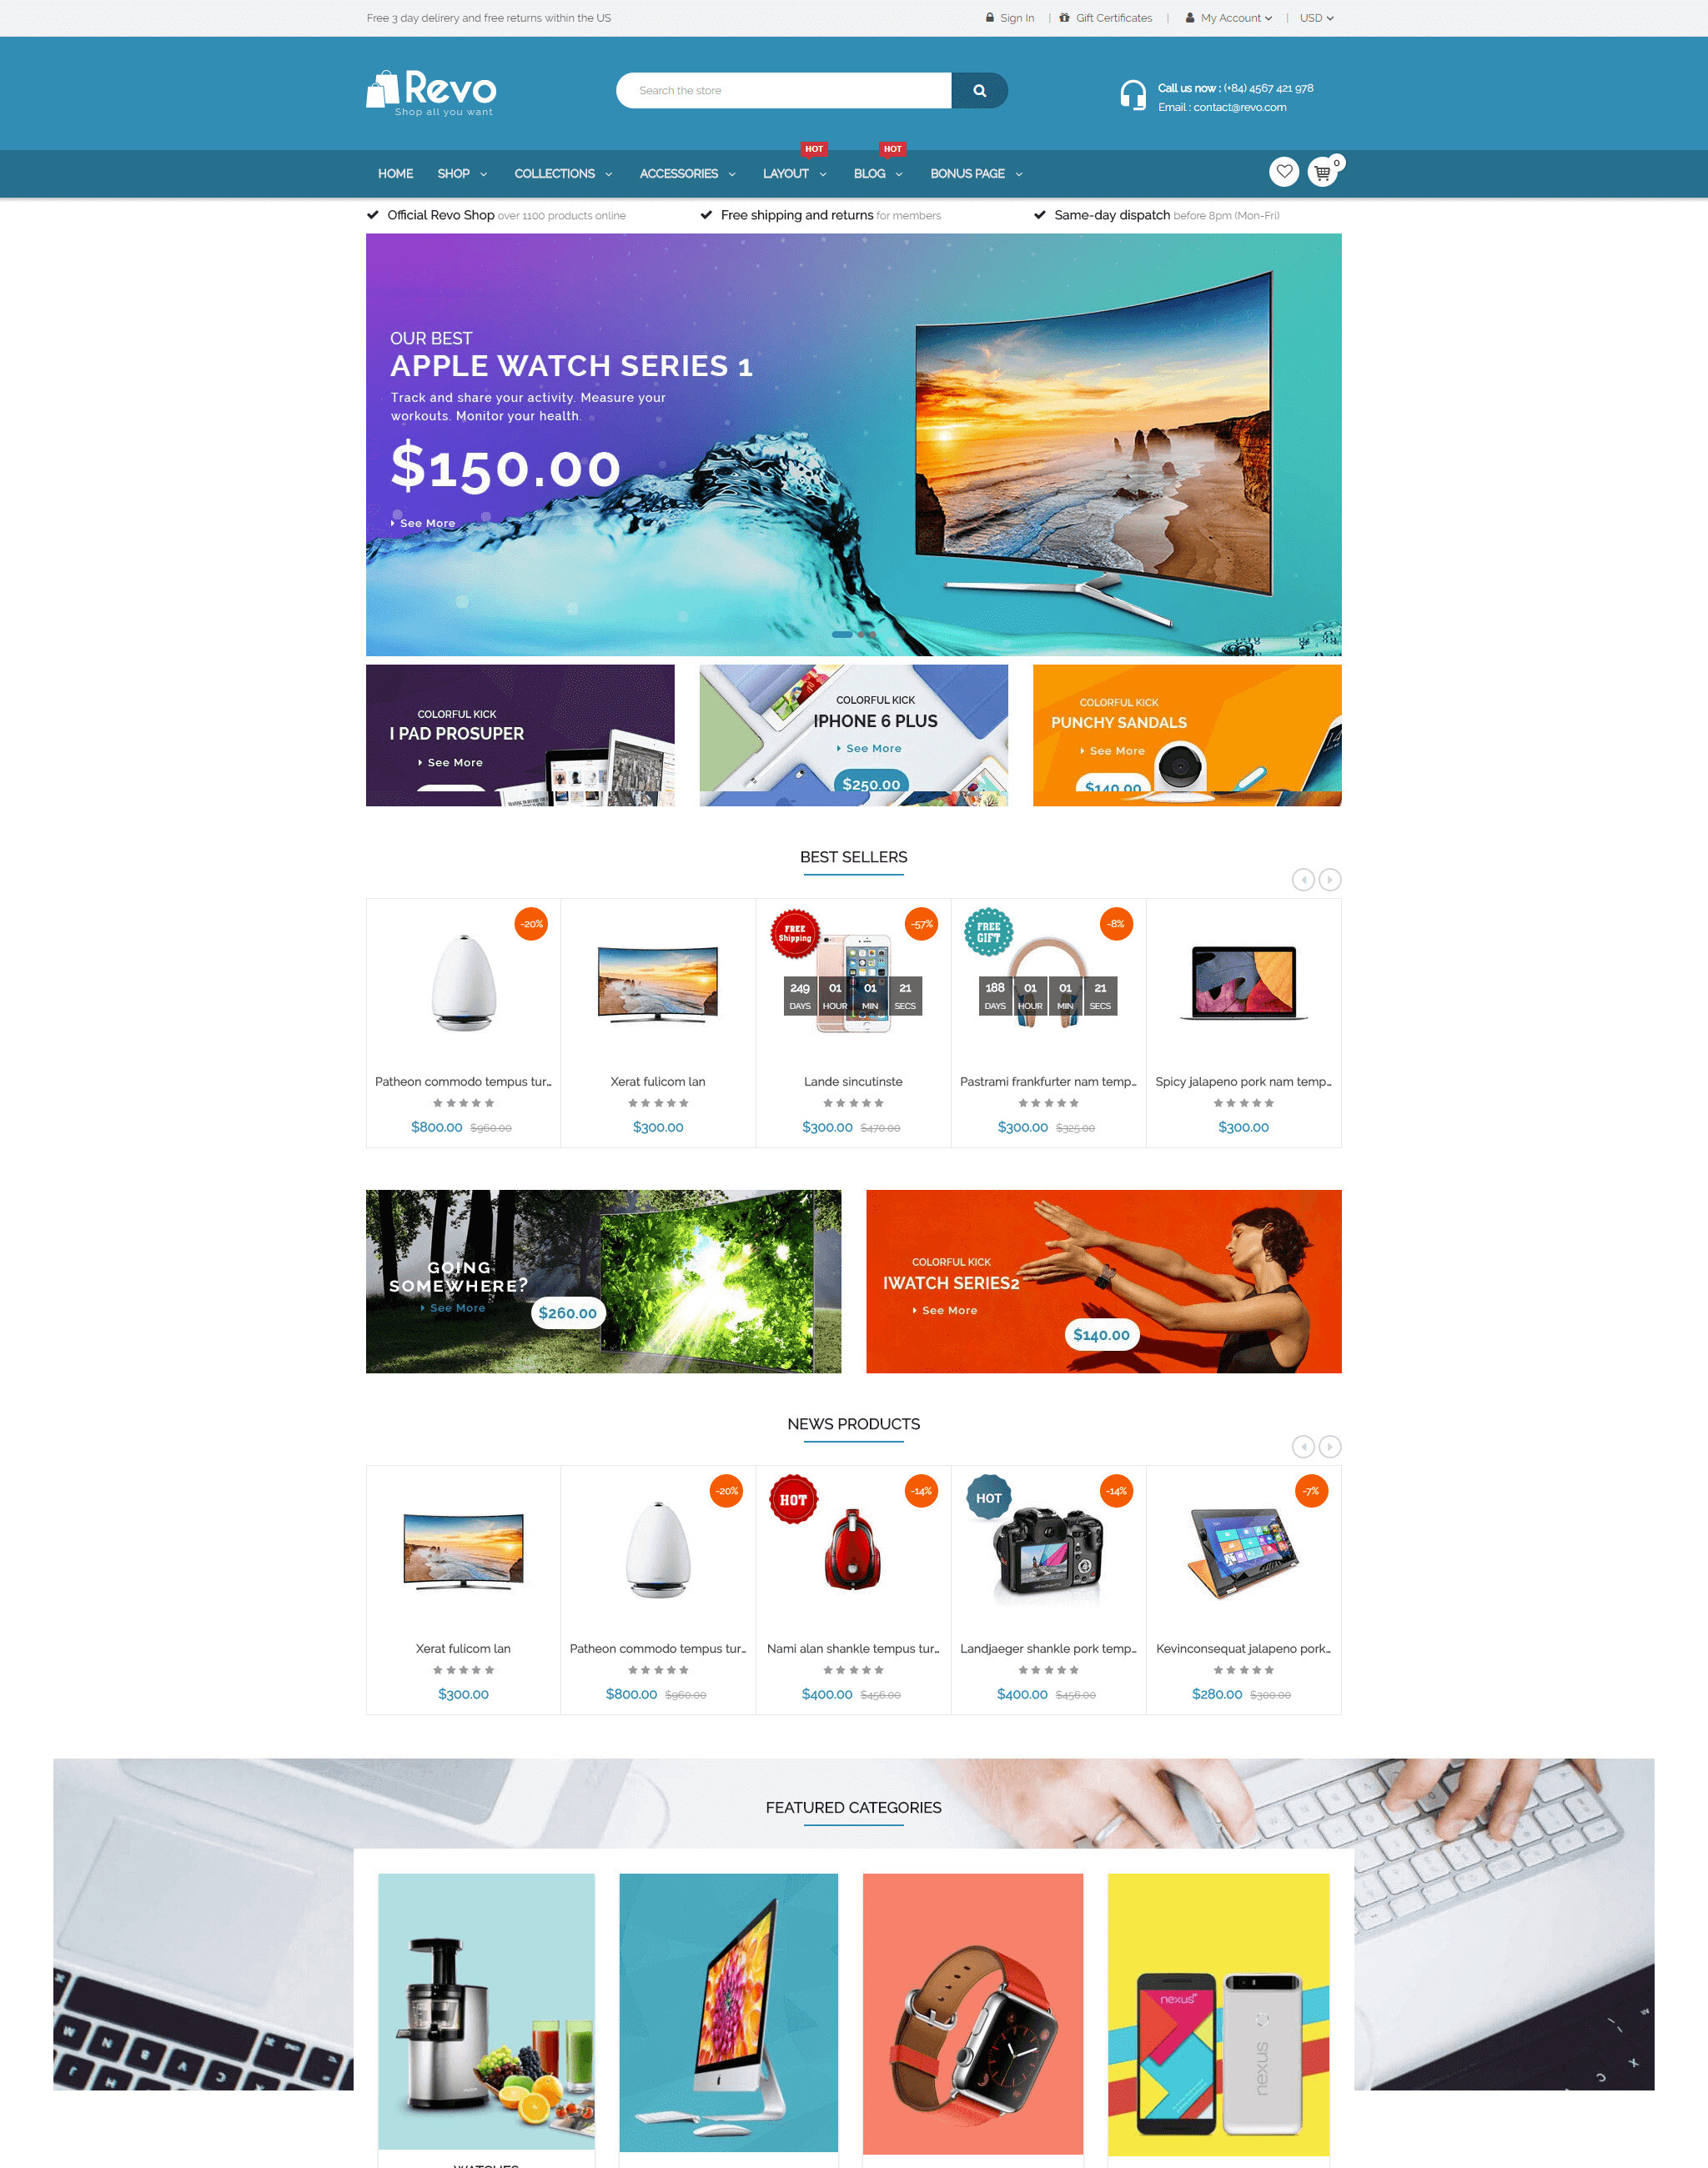 Free 3 day delirery and free returns within the US
Sign In | Gift Certificates | My Account | USD
Revo
Shop all you want
Search the store
Call us now : (+84) 4567 421 978
Email : contact@revo.com
HOT
HOT
HOME SHOP COLLECTIONS ACCESSORIES LAYOUT BLOG BONUS PAGE
0
Official Revo Shop over 1100 products online
Free shipping and returns for members
Same-day dispatch before 8pm (Mon-Fri)
OUR BEST
APPLE WATCH SERIES 1
Track and share your activity. Measure your
workouts. Monitor your health.
$150.00
See More
COLORFUL KICK
I PAD PROSUPER
See More
COLORFUL KICK
IPHONE 6 PLUS
See More
$250.00
COLORFUL KICK
PUNCHY SANDALS
See More
$140.00
BEST SELLERS
-20%
Patheon commodo tempus tur...
$800.00 $960.00
Xerat fulicom lan
$300.00
FREE
Shipping
-57%
249 01 01 21
DAYS HOUR MIN SECS
Lande sincutinste
$300.00 $470.00
FREE
GIFT
-8%
188 01 01 21
DAYS HOUR MIN SECS
Pastrami frankfurter nam temp...
$300.00 $325.00
Spicy jalapeno pork nam temp...
$300.00
GOING
SOMEWHERE?
See More
$260.00
COLORFUL KICK
IWATCH SERIES2
See More
$140.00
NEWS PRODUCTS
Xerat fulicom lan
$300.00
-20%
Patheon commodo tempus tur...
$800.00 $960.00
HOT
-14%
Nami alan shankle tempus tur...
$400.00 $456.00
HOT
-14%
Landjaeger shankle pork temp...
$400.00 $456.00
-7%
Kevinconsequat jalapeno pork...
$280.00 $300.00
FEATURED CATEGORIES
nexus
nexus
WATCHES